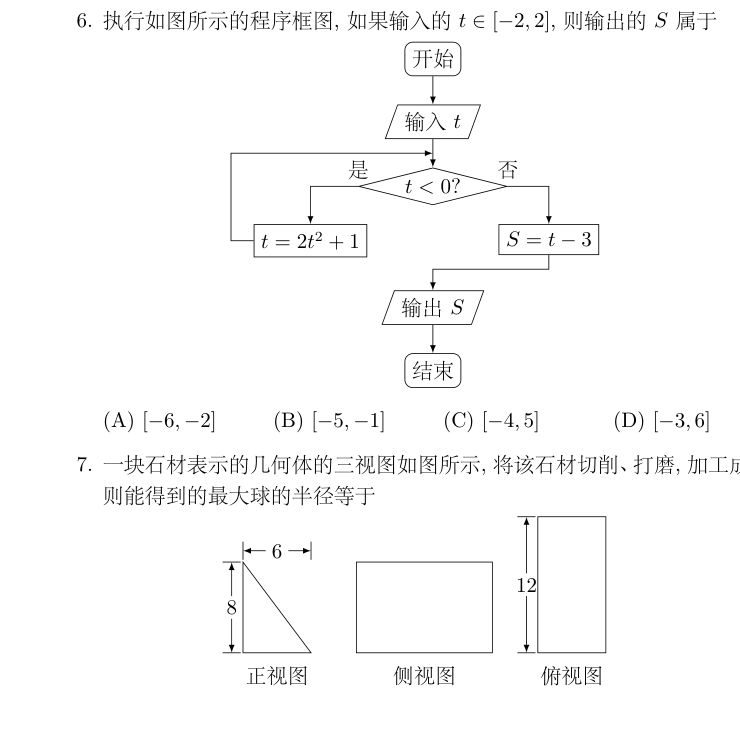 6. 执行如图所示的程序框图, 如果输入的 t ∈ [−2, 2], 则输出的 S 属于
开始
输入 t
是
否
t < 0?
t = 2t² + 1
S = t − 3
输出 S
结束
(A) [−6, −2] (B) [−5, −1] (C) [−4, 5] (D) [−3, 6]
7. 一块石材表示的几何体的三视图如图所示, 将该石材切削、打磨, 加工
则能得到的最大球的半径等于
6
8
12
正视图 侧视图 俯视图